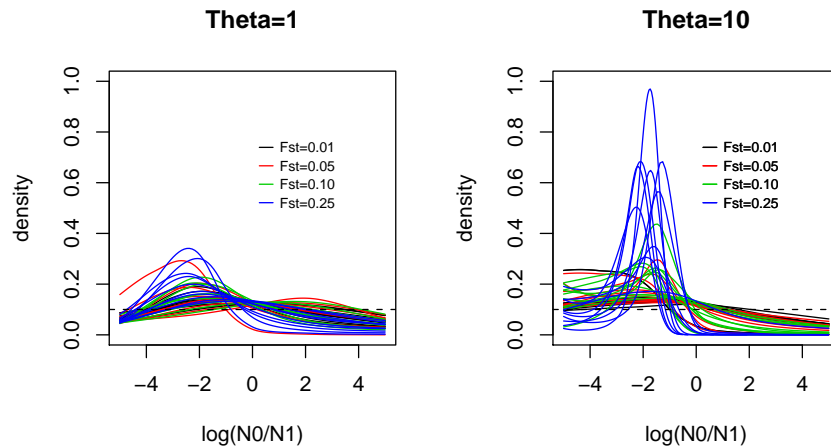 Theta=1
density
1.0
0.8
0.6
0.4
0.2
0.0
Fst=0.01
Fst=0.05
Fst=0.10
Fst=0.25
−4 −2 0 2 4
log(N0/N1)
Theta=10
density
1.0
0.8
0.6
0.4
0.2
0.0
Fst=0.01
Fst=0.05
Fst=0.10
Fst=0.25
−4 −2 0 2 4
log(N0/N1)